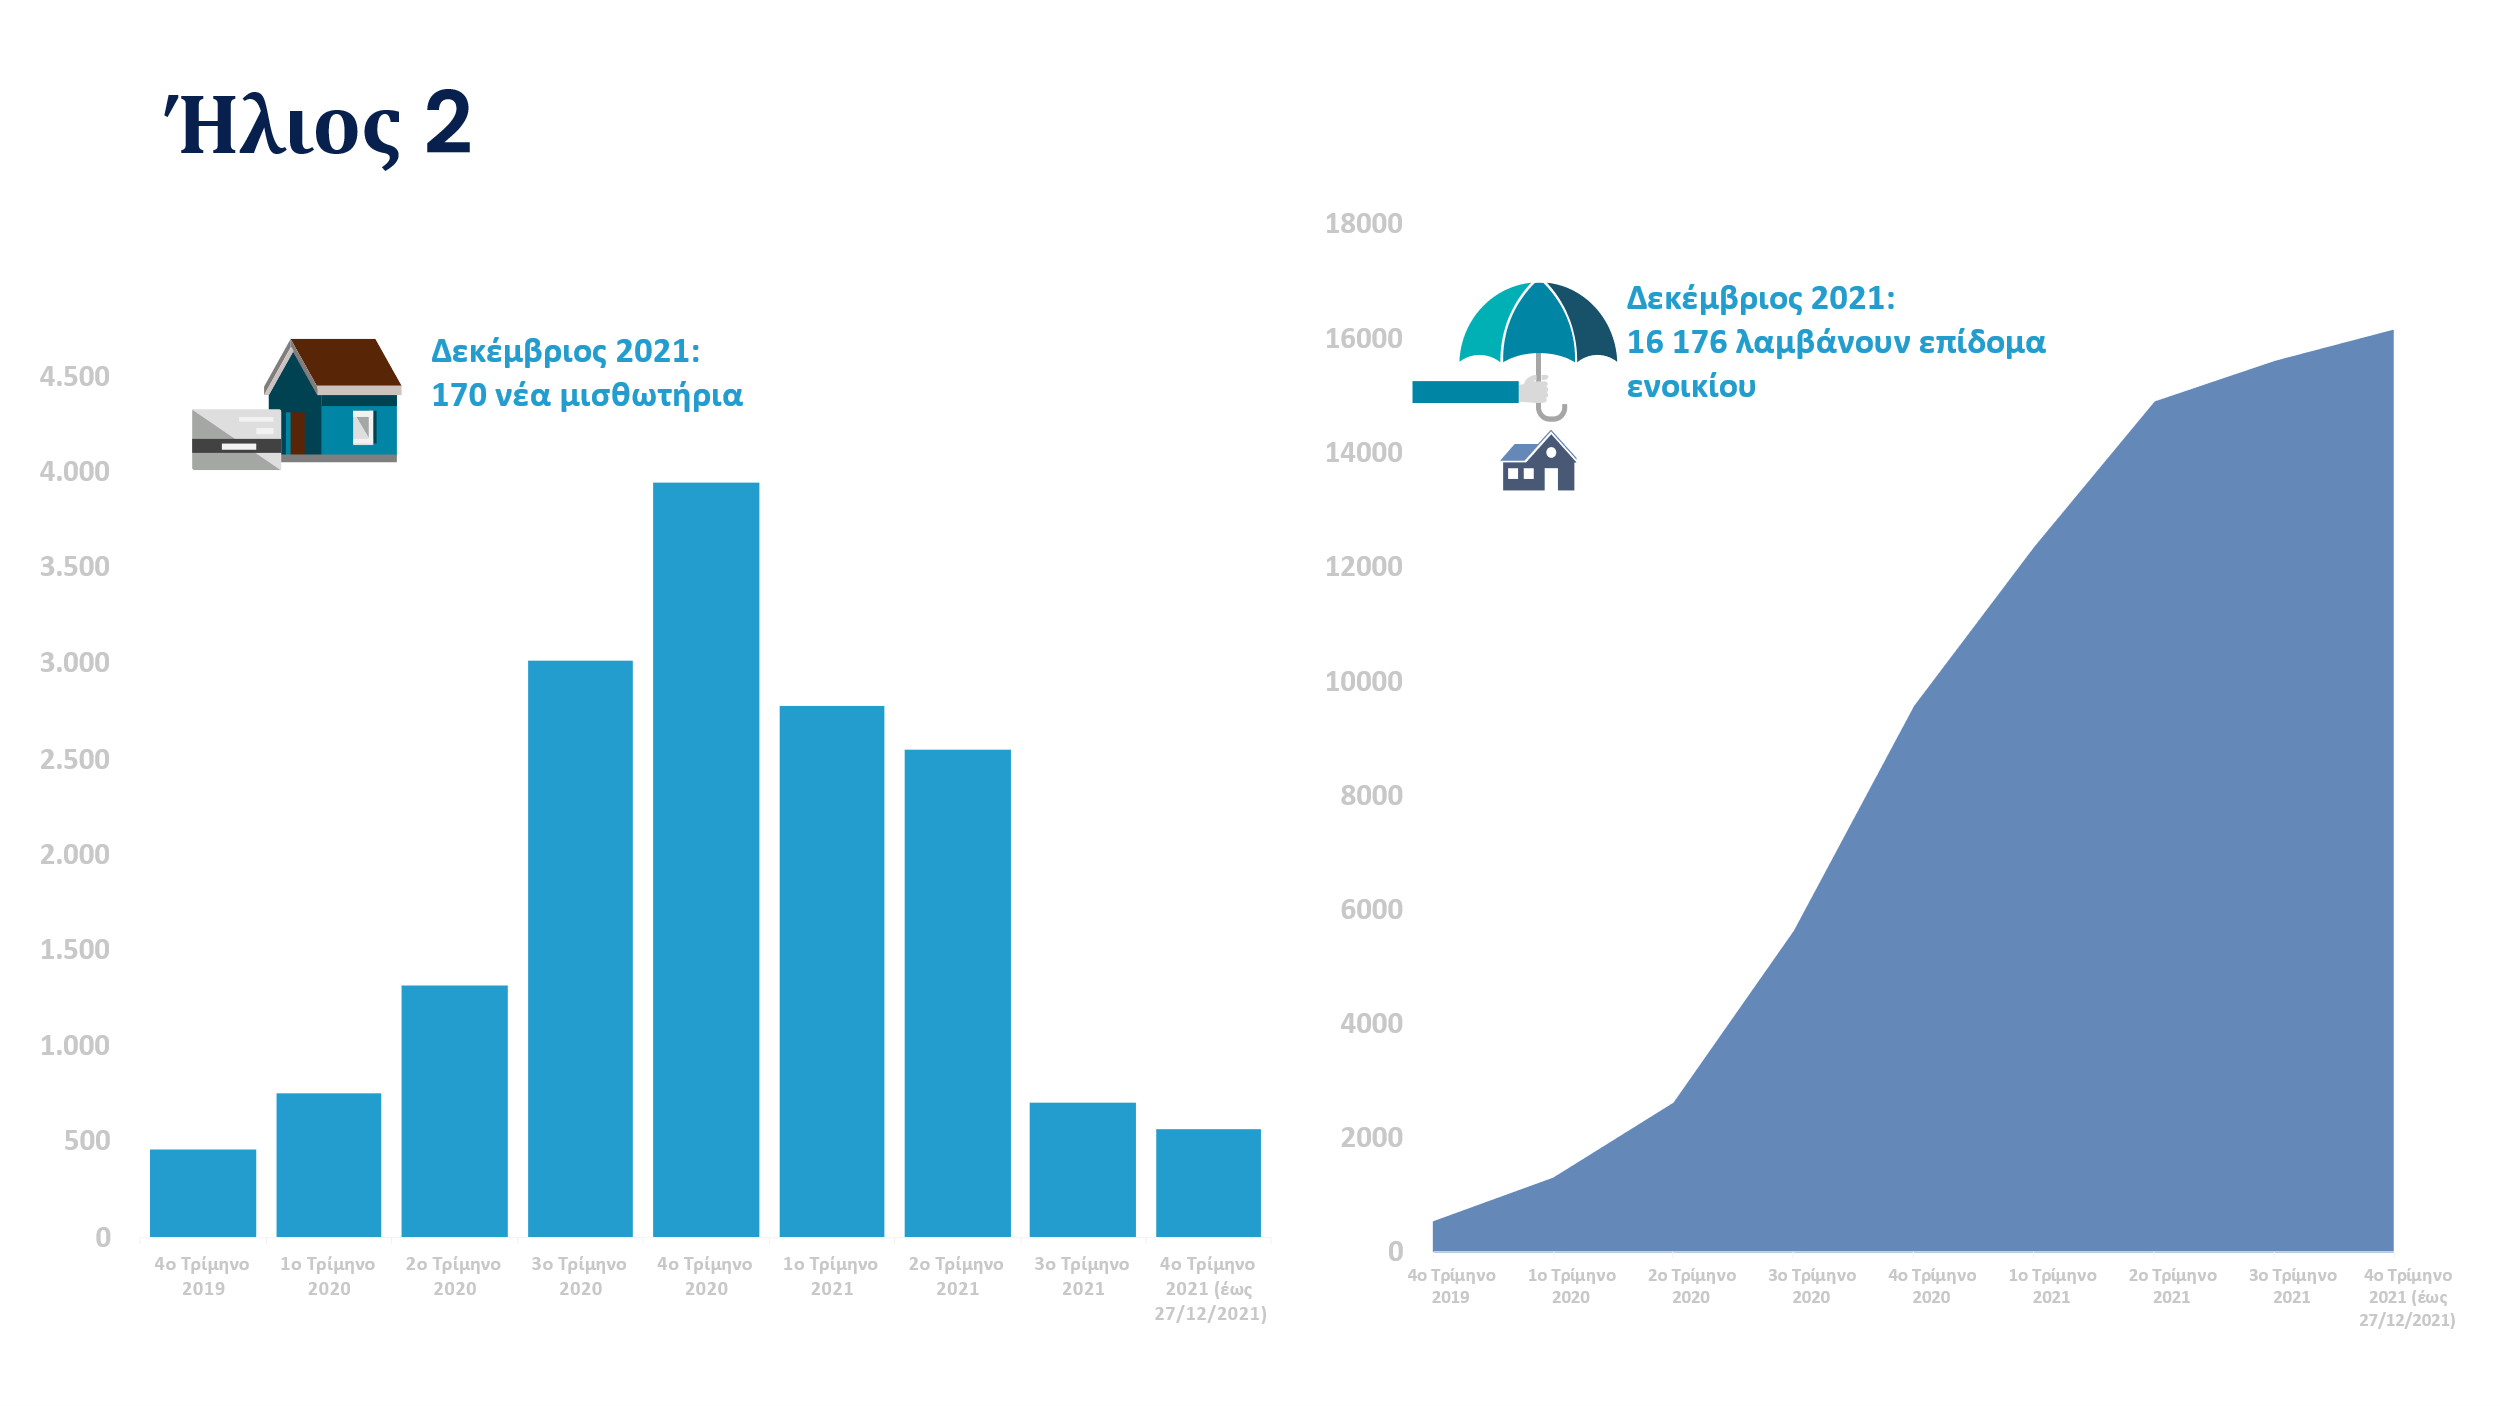 Ήλιος 2
Δεκέμβριος 2021:
170 νέα μισθωτήρια
4.500
4.000
3.500
3.000
2.500
2.000
1.500
1.000
500
0
4ο Τρίμηνο
2019
1ο Τρίμηνο
2020
2ο Τρίμηνο
2020
3ο Τρίμηνο
2020
4ο Τρίμηνο
2020
1ο Τρίμηνο
2021
2ο Τρίμηνο
2021
3ο Τρίμηνο
2021
4ο Τρίμηνο
2021 (έως
27/12/2021)
Δεκέμβριος 2021:
16 176 λαμβάνουν επίδομα
ενοικίου
18000
16000
14000
12000
10000
8000
6000
4000
2000
0
4ο Τρίμηνο
2019
1ο Τρίμηνο
2020
2ο Τρίμηνο
2020
3ο Τρίμηνο
2020
4ο Τρίμηνο
2020
1ο Τρίμηνο
2021
2ο Τρίμηνο
2021
3ο Τρίμηνο
2021
4ο Τρίμηνο
2021 (έως
27/12/2021)